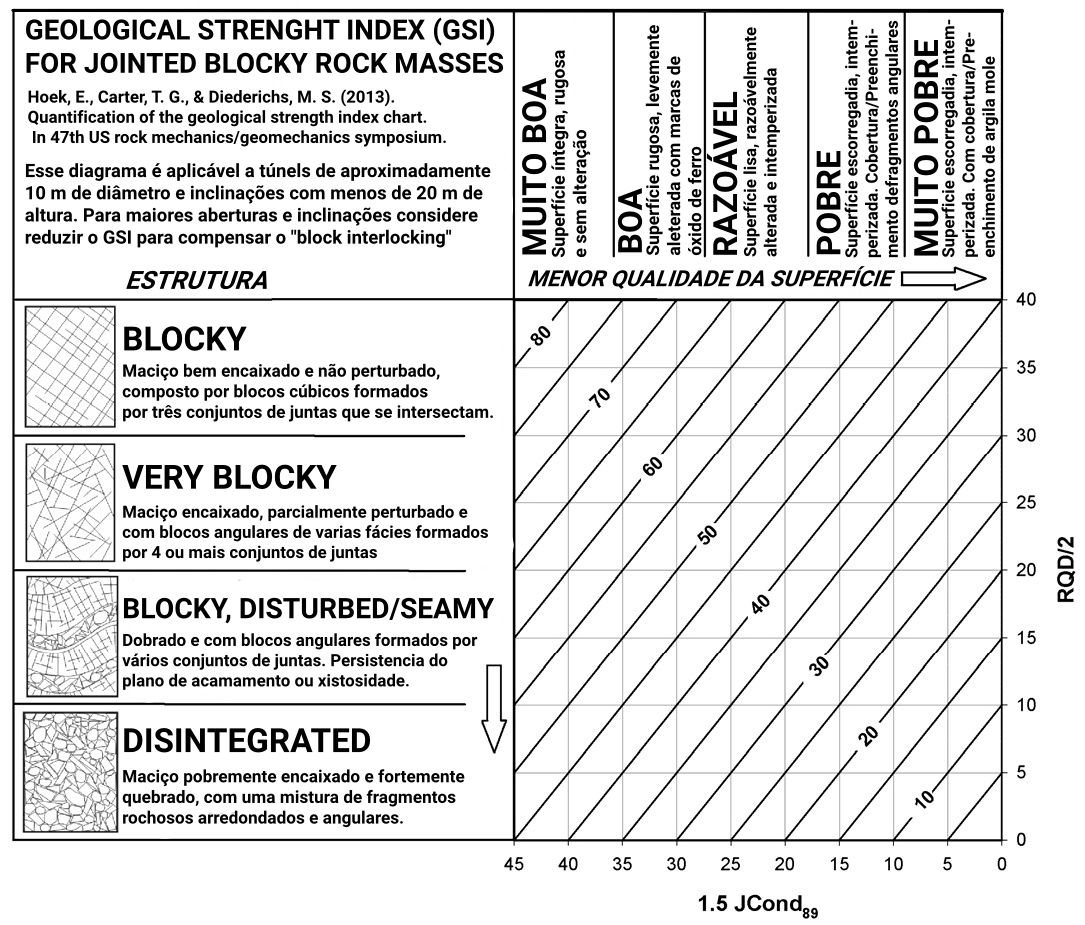 GEOLOGICAL STRENGHT INDEX (GSI)
FOR JOINTED BLOCKY ROCK MASSES
Hoek, E., Carter, T. G., & Diederichs, M. S. (2013).
Quantification of the geological strength index chart.
In 47th US rock mechanics/geomechanics symposium.
Esse diagrama é aplicável a túnels de aproximadamente
10 m de diâmetro e inclinações com menos de 20 m de
altura. Para maiores aberturas e inclinações considere
reduzir o GSI para compensar o "block interlocking"
ESTRUTURA
MUITO BOA
Superfície íntegra, rugosa
e sem alteração
BOA
Superfície rugosa, levemente
aleterada com marcas de
óxido de ferro
RAZOÁVEL
Superfície lisa, razoávelmente
alterada e intemperizada
POBRE
Superfície escorregadia, intem-
perizada. Cobertura/Preenchi-
mento defragmentos angulares
MUITO POBRE
Superfície escorregadia, intem-
perizada. Com cobertura/Pre-
enchimento de argila mole
MENOR QUALIDADE DA SUPERFÍCIE
BLOCKY
Maciço bem encaixado e não perturbado,
composto por blocos cúbicos formados
por três conjuntos de juntas que se intersectam.
VERY BLOCKY
Maciço encaixado, parcialmente perturbado e
com blocos angulares de varias fácies formados
por 4 ou mais conjuntos de juntas
BLOCKY, DISTURBED/SEAMY
Dobrado e com blocos angulares formados por
vários conjuntos de juntas. Persistencia do
plano de acamamento ou xistosidade.
DISINTEGRATED
Maciço pobremente encaixado e fortemente
quebrado, com uma mistura de fragmentos
rochosos arredondados e angulares.
80
70
60
50
40
30
20
10
40
35
30
25
20
15
10
5
0
RQD/2
45 40 35 30 25 20 15 10 5 0
1.5 JCond89